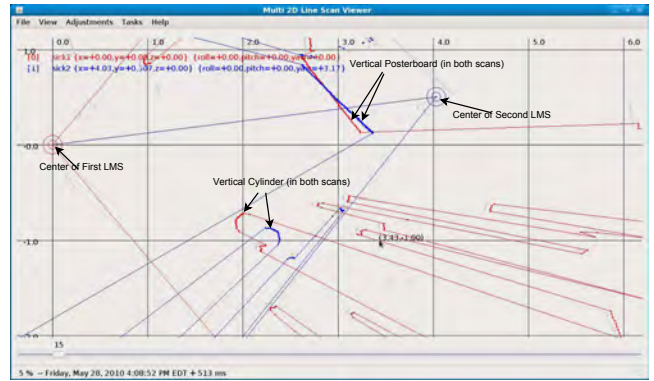 Multi 2D Line Scan Viewer
File View Adjustments Tasks Help
0.0 1.0 2.0 3.0 4.0 5.0 6.0
[0] sick1 {x=+0.00,y=+0.00,z=+0.00} {roll=+0.00,pitch=+0.00,yaw=+0.00}
[1] sick2 {x=+4.03,y=+0.507,z=+0.00} {roll=+0.00,pitch=+0.00,yaw=+3.17}
Vertical Posterboard (in both scans)
Center of Second LMS
-0.0
Center of First LMS
Vertical Cylinder (in both scans)
-1.0
(3.43,-1.00)
15
5 % -- Friday, May 28, 2010 4:08:52 PM EDT + 513 ms